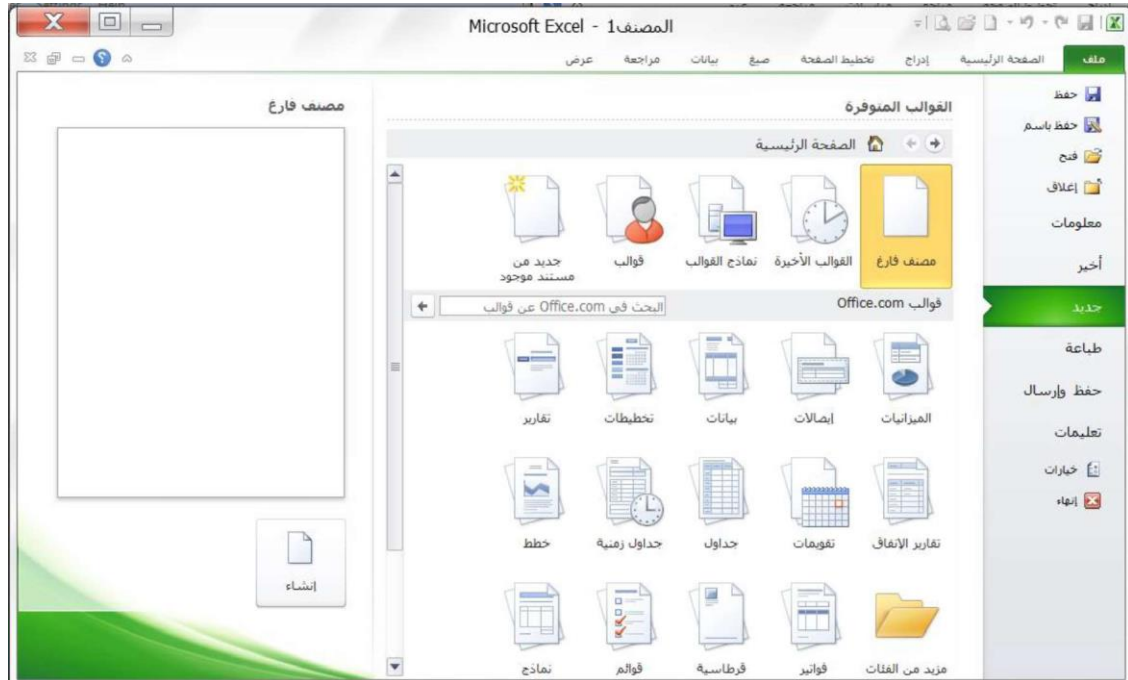 المصنف1 - Microsoft Excel
ملف الصفحة الرئيسية إدراج تخطيط الصفحة صيغ بيانات مراجعة عرض
حفظ
حفظ باسم
فتح
إغلاق
معلومات
أخير
جديد
طباعة
حفظ وإرسال
تعليمات
خيارات
إنهاء
القوالب المتوفرة
الصفحة الرئيسية
مصنف فارغ القوالب الأخيرة نماذج القوالب قوالب جديد من
مستند موجود
قوالب Office.com البحث في Office.com عن قوالب
الميزانيات إيصالات بيانات تخطيطات تقارير
تقارير الإنفاق تقويمات جداول جداول زمنية خطط
مزيد من الفئات فواتير قرطاسية قوائم نماذج
مصنف فارغ
إنشاء